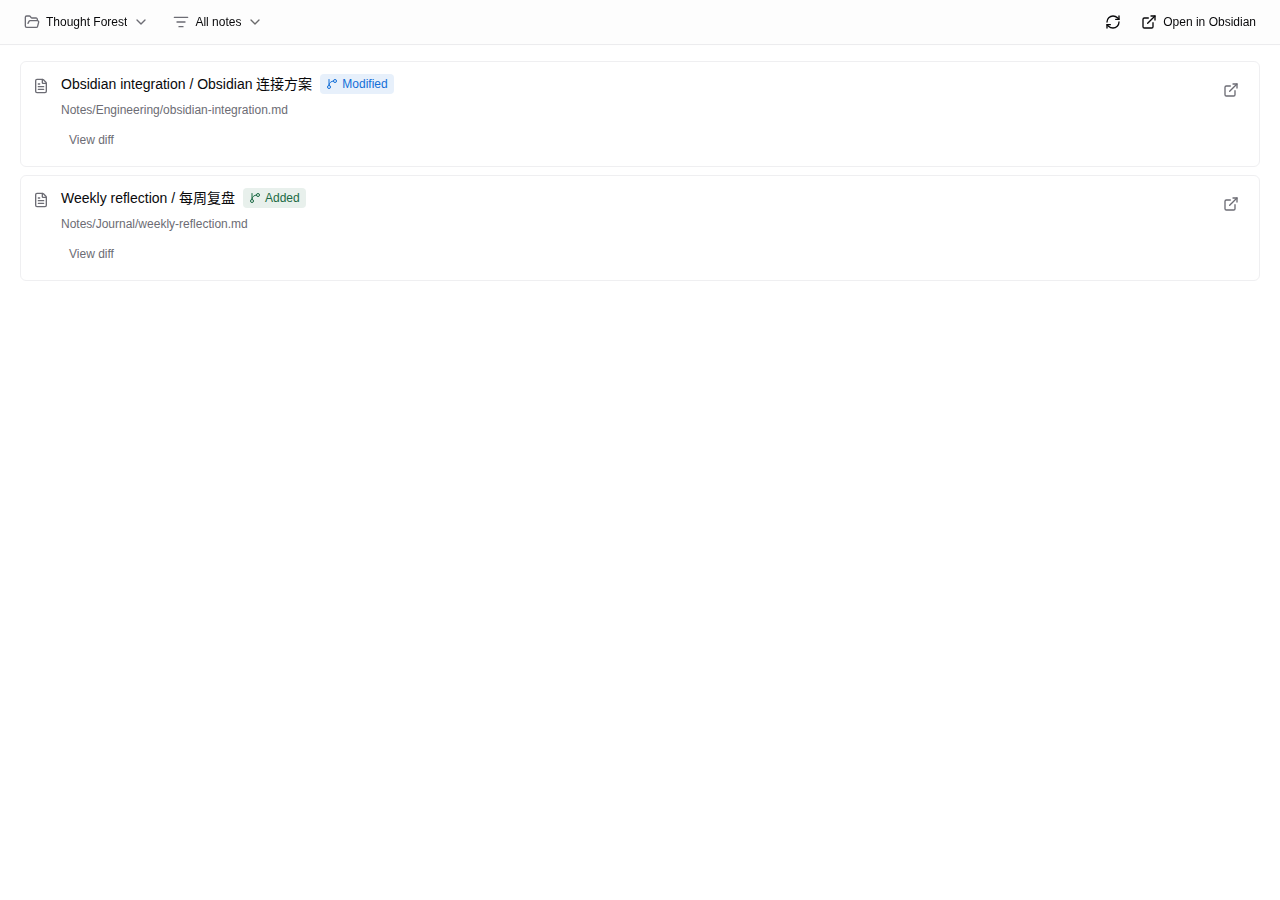 Thought Forest
All notes
Open in Obsidian
Obsidian integration / Obsidian 连接方案
Modified
Notes/Engineering/obsidian-integration.md
View diff
Weekly reflection / 每周复盘
Added
Notes/Journal/weekly-reflection.md
View diff